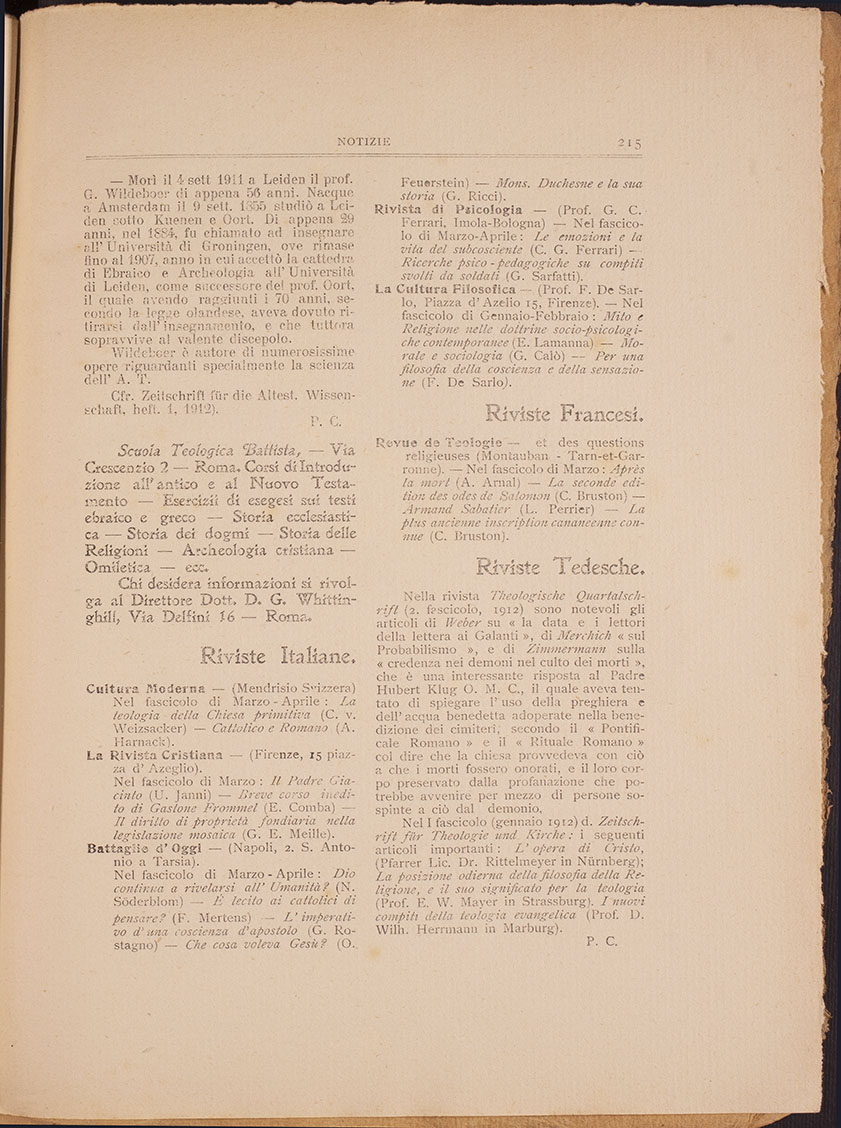 NOTIZIE 215
— Morì il 4 sett 1911 a Leiden il prof.
G. Wildeboer di appena 56 anni. Nacque
a Amsterdam il 9 sett. 1855 studiò a Lei-
den sotto Kuenen e Oort. Di appena 29
anni, nel 1884, fu chiamato ad insegnare
all' Università di Groningen, ove rimase
fino al 1907, anno in cui accettò la cattedra
di Ebraico e Archeologia all' Università
di Leiden, come successore del prof. Oort,
il quale avendo raggiunti i 70 anni, se-
condo la legge olandese, aveva dovuto ri-
tirarsi dall'insegnamento, e che tuttora
sopravvive al valente discepolo.
Wildeboer è autore di numerosissime
opere riguardanti specialmente la scienza
dell' A. T.
Cfr. Zeitschrift für die Altest. Wissen-
schaft, heft. 1, 1912).
P. C.
Scuola Teologica Battista, — Via
Crescenzio 2 — Roma. Corsi di Introdu-
zione all'antico e al Nuovo Testa-
mento — Esercizii di esegesi sui testi
ebraico e greco — Storia ecclesiasti-
ca — Storia dei dogmi — Storia delle
Religioni — Archeologia cristiana —
Omiletica — ecc.
Chi desidera informazioni si rivol-
ga al Direttore Dott. D. G. Whittin-
ghill, Via Delfini 16 — Roma.
Riviste Italiane.
Cultura Moderna — (Mendrisio Svizzera)
Nel fascicolo di Marzo - Aprile : La
teologia della Chiesa primitiva (C. v.
Weizsacker) — Cattolico e Romano (A.
Harnack).
La Rivista Cristiana — (Firenze, 15 piaz-
za d' Azeglio).
Nel fascicolo di Marzo : Il Padre Gia-
cinto (U. Janni) — Breve corso inedi-
to di Gastone Frommel (E. Comba) —
Il diritto di proprietà fondiaria nella
legislazione mosaica (G. E. Meille).
Battaglie d' Oggi — (Napoli, 2. S. Anto-
nio a Tarsia).
Nel fascicolo di Marzo - Aprile : Dio
continua a rivelarsi all' Umanità? (N.
Söderblom) — È lecito ai cattolici di
pensare? (F. Mertens) — L' imperati-
vo d'una coscienza d'apostolo (G. Ro-
stagno) — Che cosa voleva Gesù? (O.
Feuerstein) — Mons. Duchesne e la sua
storia (G. Ricci).
Rivista di Psicologia — (Prof. G. C.
Ferrari, Imola-Bologna) — Nel fascico-
lo di Marzo-Aprile : Le emozioni e la
vita del subcosciente (C. G. Ferrari) —
Ricerche psico - pedagogiche su compiti
svolti da soldati (G. Sarfatti).
La Cultura Filosofica — (Prof. F. De Sar-
lo, Piazza d' Azelio 15, Firenze). — Nel
fascicolo di Gennaio-Febbraio : Mito e
Religione nelle dottrine socio-psicologi-
che contemporanee (E. Lamanna) — Mo-
rale e sociologia (G. Calò) — Per una
filosofia della coscienza e della sensazio-
ne (F. De Sarlo).
Riviste Francesi.
Revue de Teologie — et des questions
religieuses (Montauban - Tarn-et-Gar-
ronne). — Nel fascicolo di Marzo : Après
la mort (A. Arnal) — La seconde edi-
tion des odes de Salomon (C. Bruston) —
Armand Sabatier (L. Perrier) — La
plus ancienne inscription cananeenne con-
nue (C. Bruston).
Riviste Tedesche.
Nella rivista Theologische Quartalsch-
rift (2. fascicolo, 1912) sono notevoli gli
articoli di Weber su « la data e i lettori
della lettera ai Galanti », di Merchich « sul
Probabilismo », e di Zimmermann sulla
« credenza nei demoni nel culto dei morti »,
che è una interessante risposta al Padre
Hubert Klug O. M. C., il quale aveva ten-
tato di spiegare l' uso della preghiera e
dell' acqua benedetta adoperate nella bene-
dizione dei cimiteri, secondo il « Pontifi-
cale Romano » e il « Rituale Romano »
col dire che la chiesa provvedeva con ciò
a che i morti fossero onorati, e il loro cor-
po preservato dalla profanazione che po-
trebbe avvenire per mezzo di persone so-
spinte a ciò dal demonio.
Nel I fascicolo (gennaio 1912) d. Zeitsch-
rift für Theologie und Kirche : i seguenti
articoli importanti : L' opera di Cristo,
(Pfarrer Lic. Dr. Rittelmeyer in Nürnberg);
La posizione odierna della filosofia della Re-
ligione, e il suo significato per la teologia
(Prof. E. W. Mayer in Strassburg). I nuovi
compiti della teologia evangelica (Prof. D.
Wilh. Herrmann in Marburg).
P. C.